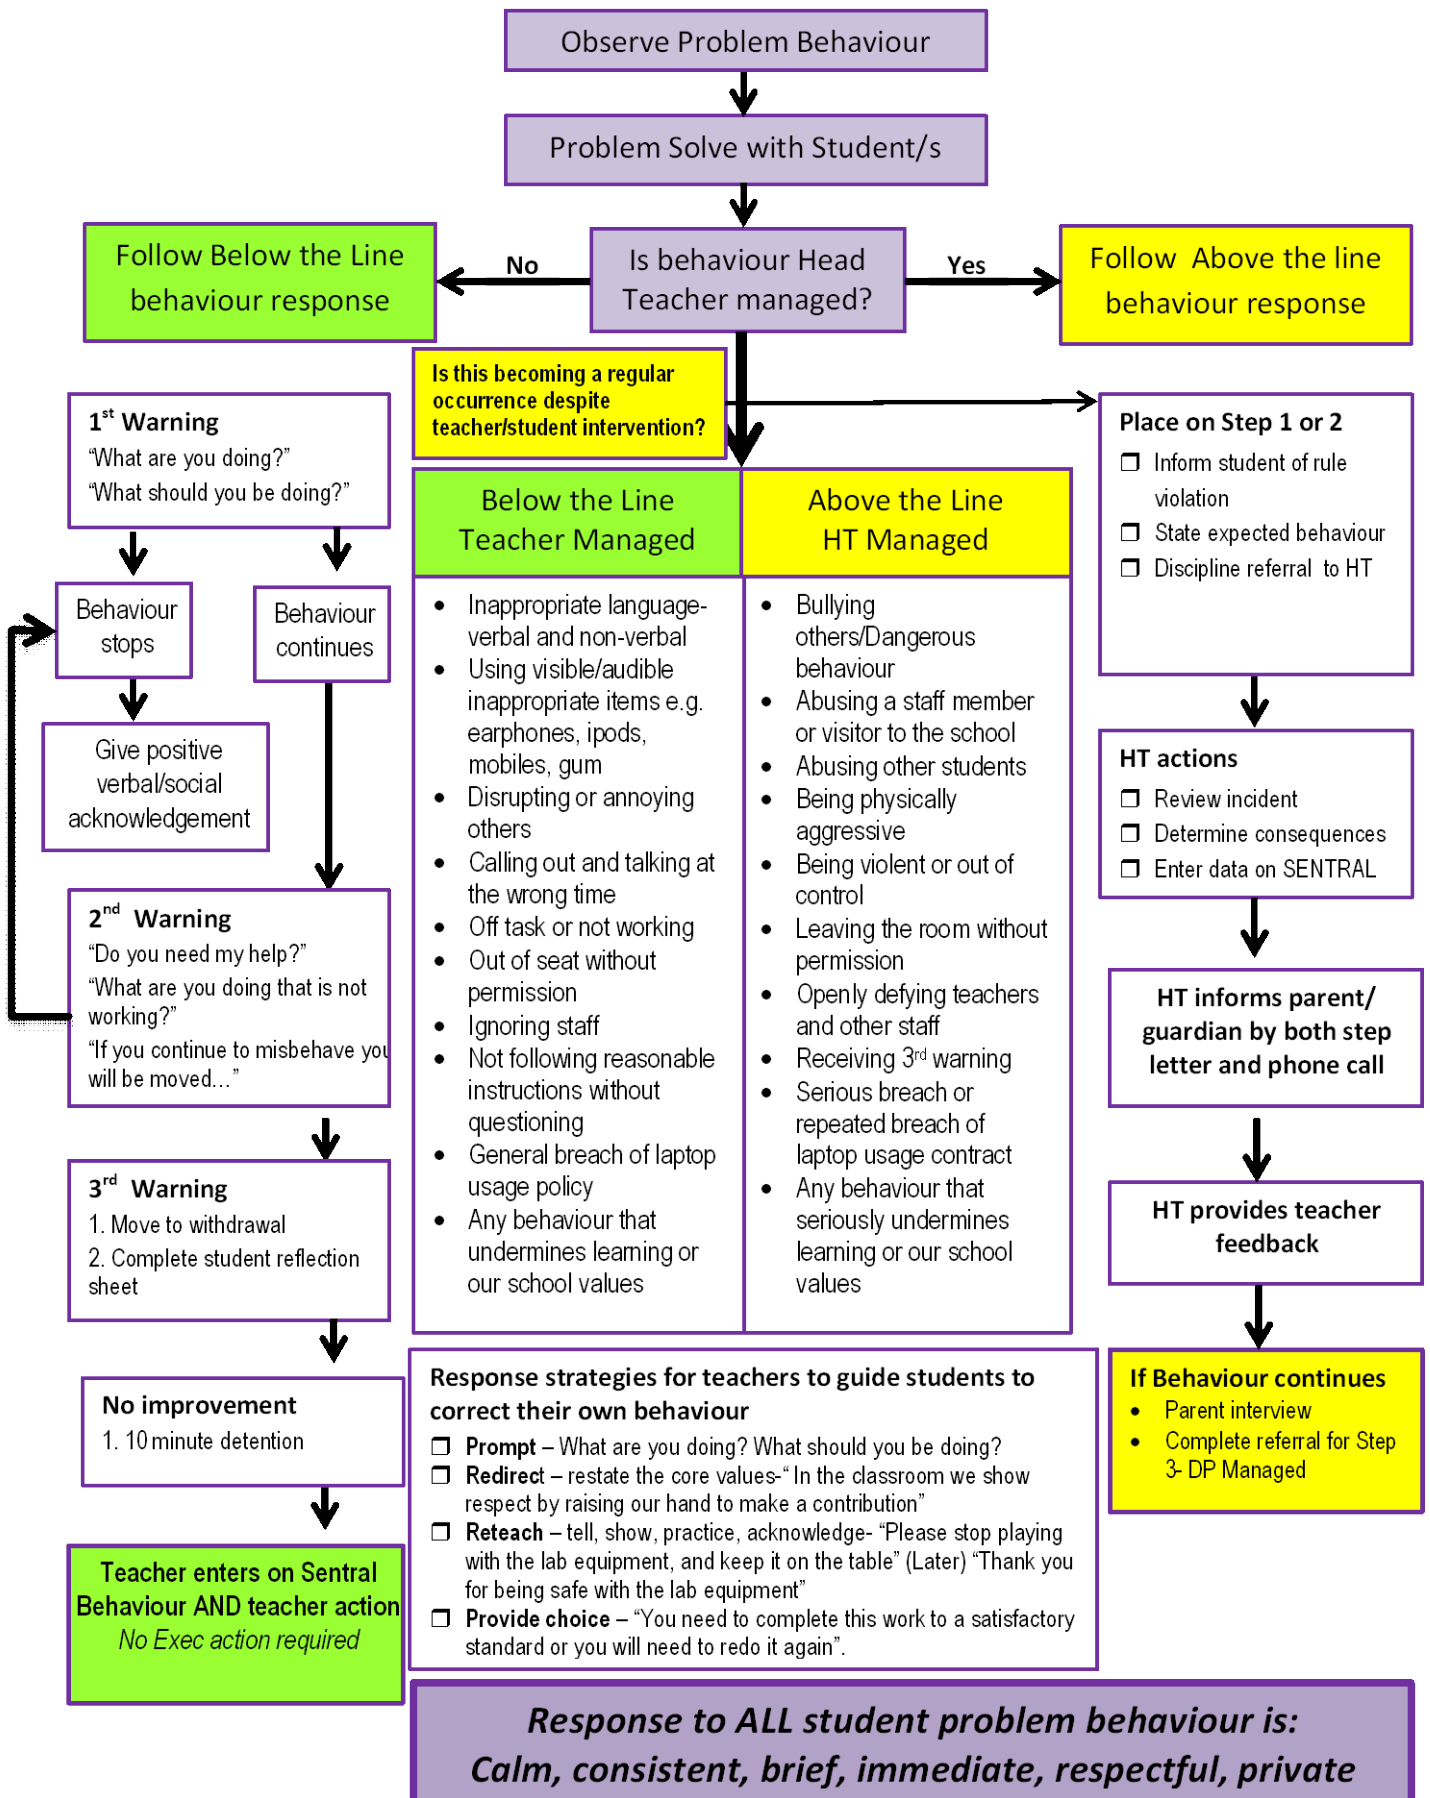 Observe Problem Behaviour
Problem Solve with Student/s
Is behaviour Head
Teacher managed?
No
Yes
Follow Below the Line
behaviour response
Follow Above the line
behaviour response
Is this becoming a regular
occurrence despite
teacher/student intervention?
1st Warning
“What are you doing?”
“What should you be doing?”
Behaviour
stops
Behaviour
continues
Give positive
verbal/social
acknowledgement
2nd Warning
“Do you need my help?”
“What are you doing that is not
working?”
“If you continue to misbehave you
will be moved…”
3rd Warning
1. Move to withdrawal
2. Complete student reflection
sheet
No improvement
1. 10 minute detention
Teacher enters on Sentral
Behaviour AND teacher action
No Exec action required
Below the Line
Teacher Managed
• Inappropriate language-
verbal and non-verbal
• Using visible/audible
inappropriate items e.g.
earphones, ipods,
mobiles, gum
• Disrupting or annoying
others
• Calling out and talking at
the wrong time
• Off task or not working
• Out of seat without
permission
• Ignoring staff
• Not following reasonable
instructions without
questioning
• General breach of laptop
usage policy
• Any behaviour that
undermines learning or
our school values
Above the Line
HT Managed
• Bullying
others/Dangerous
behaviour
• Abusing a staff member
or visitor to the school
• Abusing other students
• Being physically
aggressive
• Being violent or out of
control
• Leaving the room without
permission
• Openly defying teachers
and other staff
• Receiving 3rd warning
• Serious breach or
repeated breach of
laptop usage contract
• Any behaviour that
seriously undermines
learning or our school
values
Place on Step 1 or 2
❒ Inform student of rule
violation
❒ State expected behaviour
❒ Discipline referral to HT
HT actions
❒ Review incident
❒ Determine consequences
❒ Enter data on SENTRAL
HT informs parent/
guardian by both step
letter and phone call
HT provides teacher
feedback
If Behaviour continues
• Parent interview
• Complete referral for Step
3- DP Managed
Response strategies for teachers to guide students to
correct their own behaviour
❒ Prompt – What are you doing? What should you be doing?
❒ Redirect – restate the core values-“ In the classroom we show
respect by raising our hand to make a contribution”
❒ Reteach – tell, show, practice, acknowledge- “Please stop playing
with the lab equipment, and keep it on the table” (Later) “Thank you
for being safe with the lab equipment”
❒ Provide choice – “You need to complete this work to a satisfactory
standard or you will need to redo it again”.
Response to ALL student problem behaviour is:
Calm, consistent, brief, immediate, respectful, private